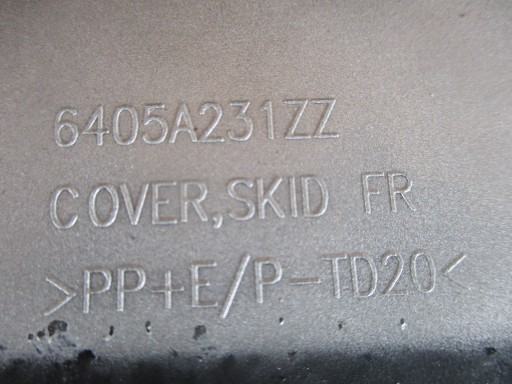 6405A231ZZ
COVER,SKID FR
>PP+E/P-TD20<